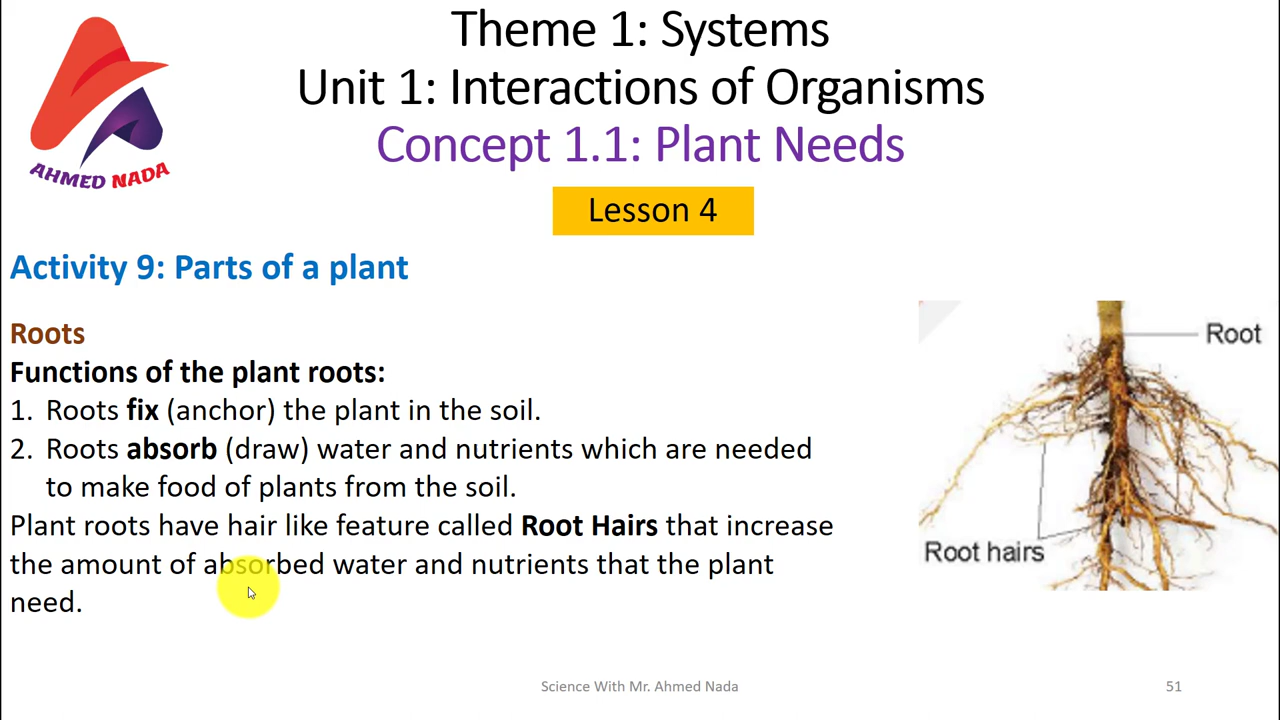 Theme 1: Systems
Unit 1: Interactions of Organisms
Concept 1.1: Plant Needs
AHMED NADA
Lesson 4
Activity 9: Parts of a plant
Roots
Functions of the plant roots:
1. Roots fix (anchor) the plant in the soil.
2. Roots absorb (draw) water and nutrients which are needed
to make food of plants from the soil.
Plant roots have hair like feature called Root Hairs that increase
the amount of absorbed water and nutrients that the plant
need.
Root
Root hairs
Science With Mr. Ahmed Nada
51